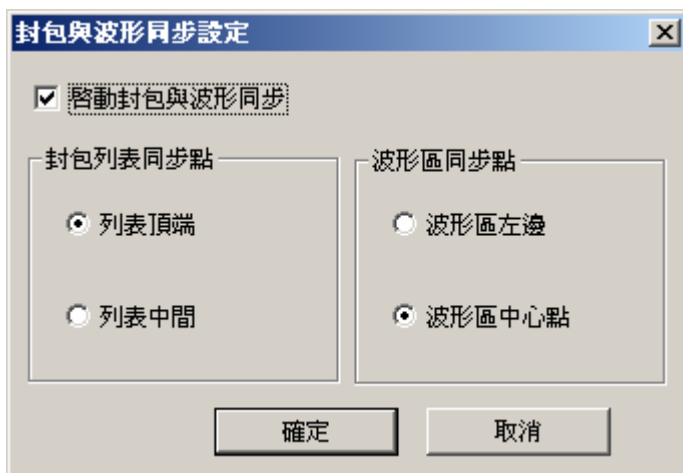 封包與波形同步設定
啓動封包與波形同步
封包列表同步點
列表頂端
列表中間
波形區同步點
波形區左邊
波形區中心點
確定
取消